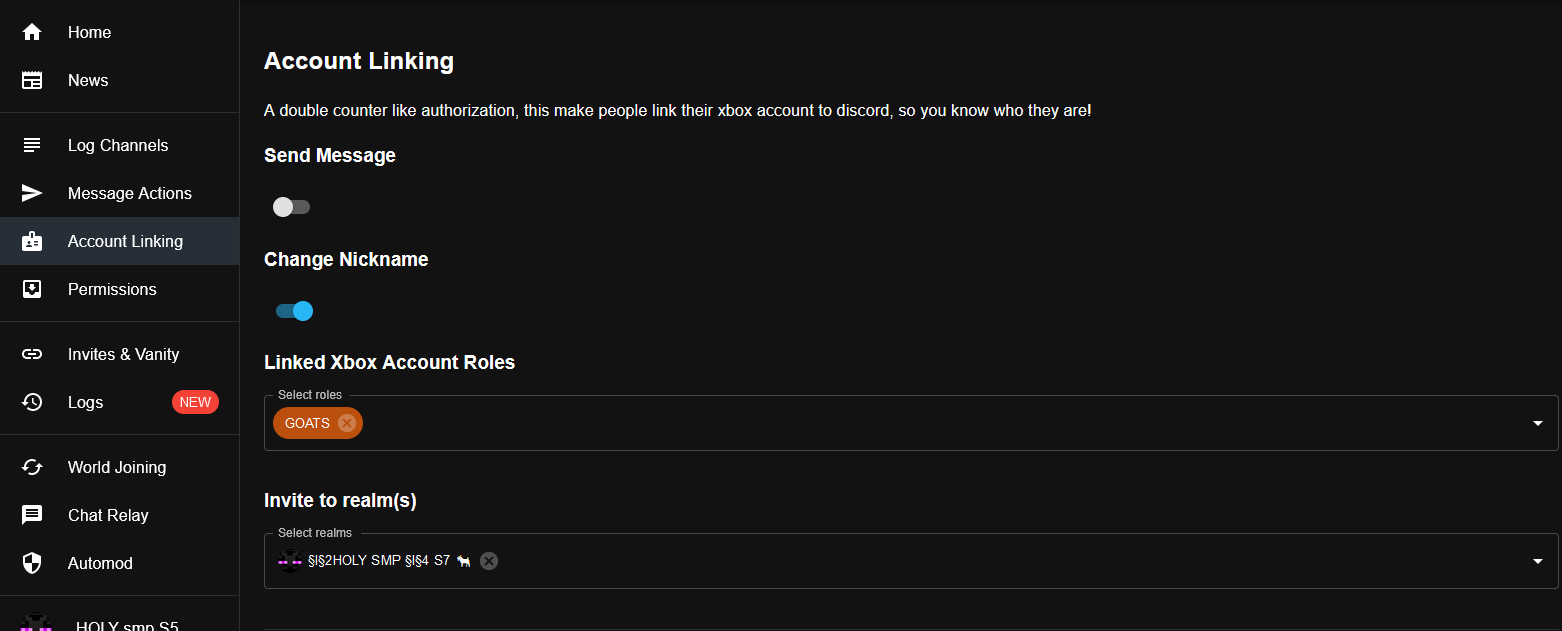 Home
News
Log Channels
Message Actions
Account Linking
Permissions
Invites & Vanity
Logs NEW
World Joining
Chat Relay
Automod
HOLY smp S5
Account Linking
A double counter like authorization, this make people link their xbox account to discord, so you know who they are!
Send Message
Change Nickname
Linked Xbox Account Roles
Select roles
GOATS
Invite to realm(s)
Select realms
§l§2HOLY SMP §l§4 S7 🐐